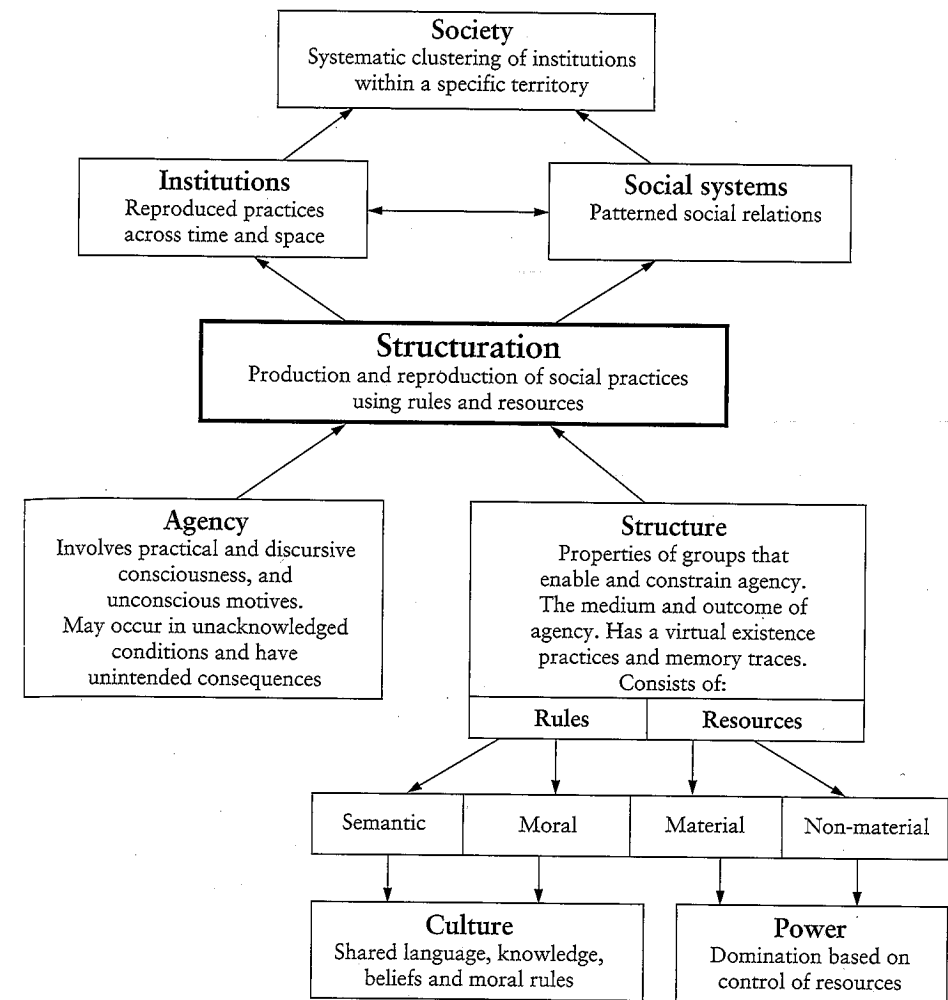 Society
Systematic clustering of institutions
within a specific territory
Institutions
Reproduced practices
across time and space
Social systems
Patterned social relations
Structuration
Production and reproduction of social practices
using rules and resources
Agency
Involves practical and discursive
consciousness, and
unconscious motives.
May occur in unacknowledged
conditions and have
unintended consequences
Structure
Properties of groups that
enable and constrain agency.
The medium and outcome of
agency. Has a virtual existence
practices and memory traces.
Consists of:
Rules
Resources
Semantic
Moral
Material
Non-material
Culture
Shared language, knowledge,
beliefs and moral rules
Power
Domination based on
control of resources